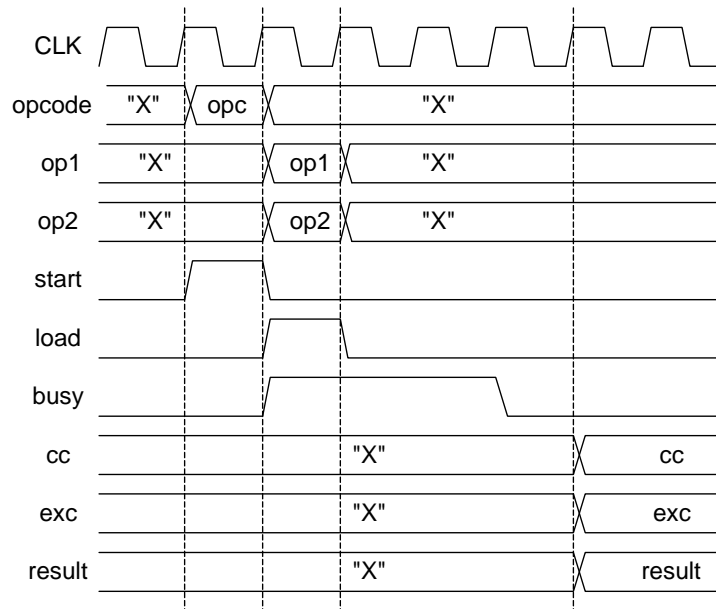 CLK
opcode "X" opc "X"
op1 "X" op1 "X"
op2 "X" op2 "X"
start
load
busy
cc "X" cc
exc "X" exc
result "X" result